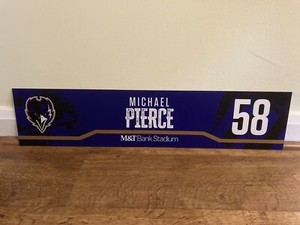 MICHAEL
PIERCE
58
M&T Bank Stadium